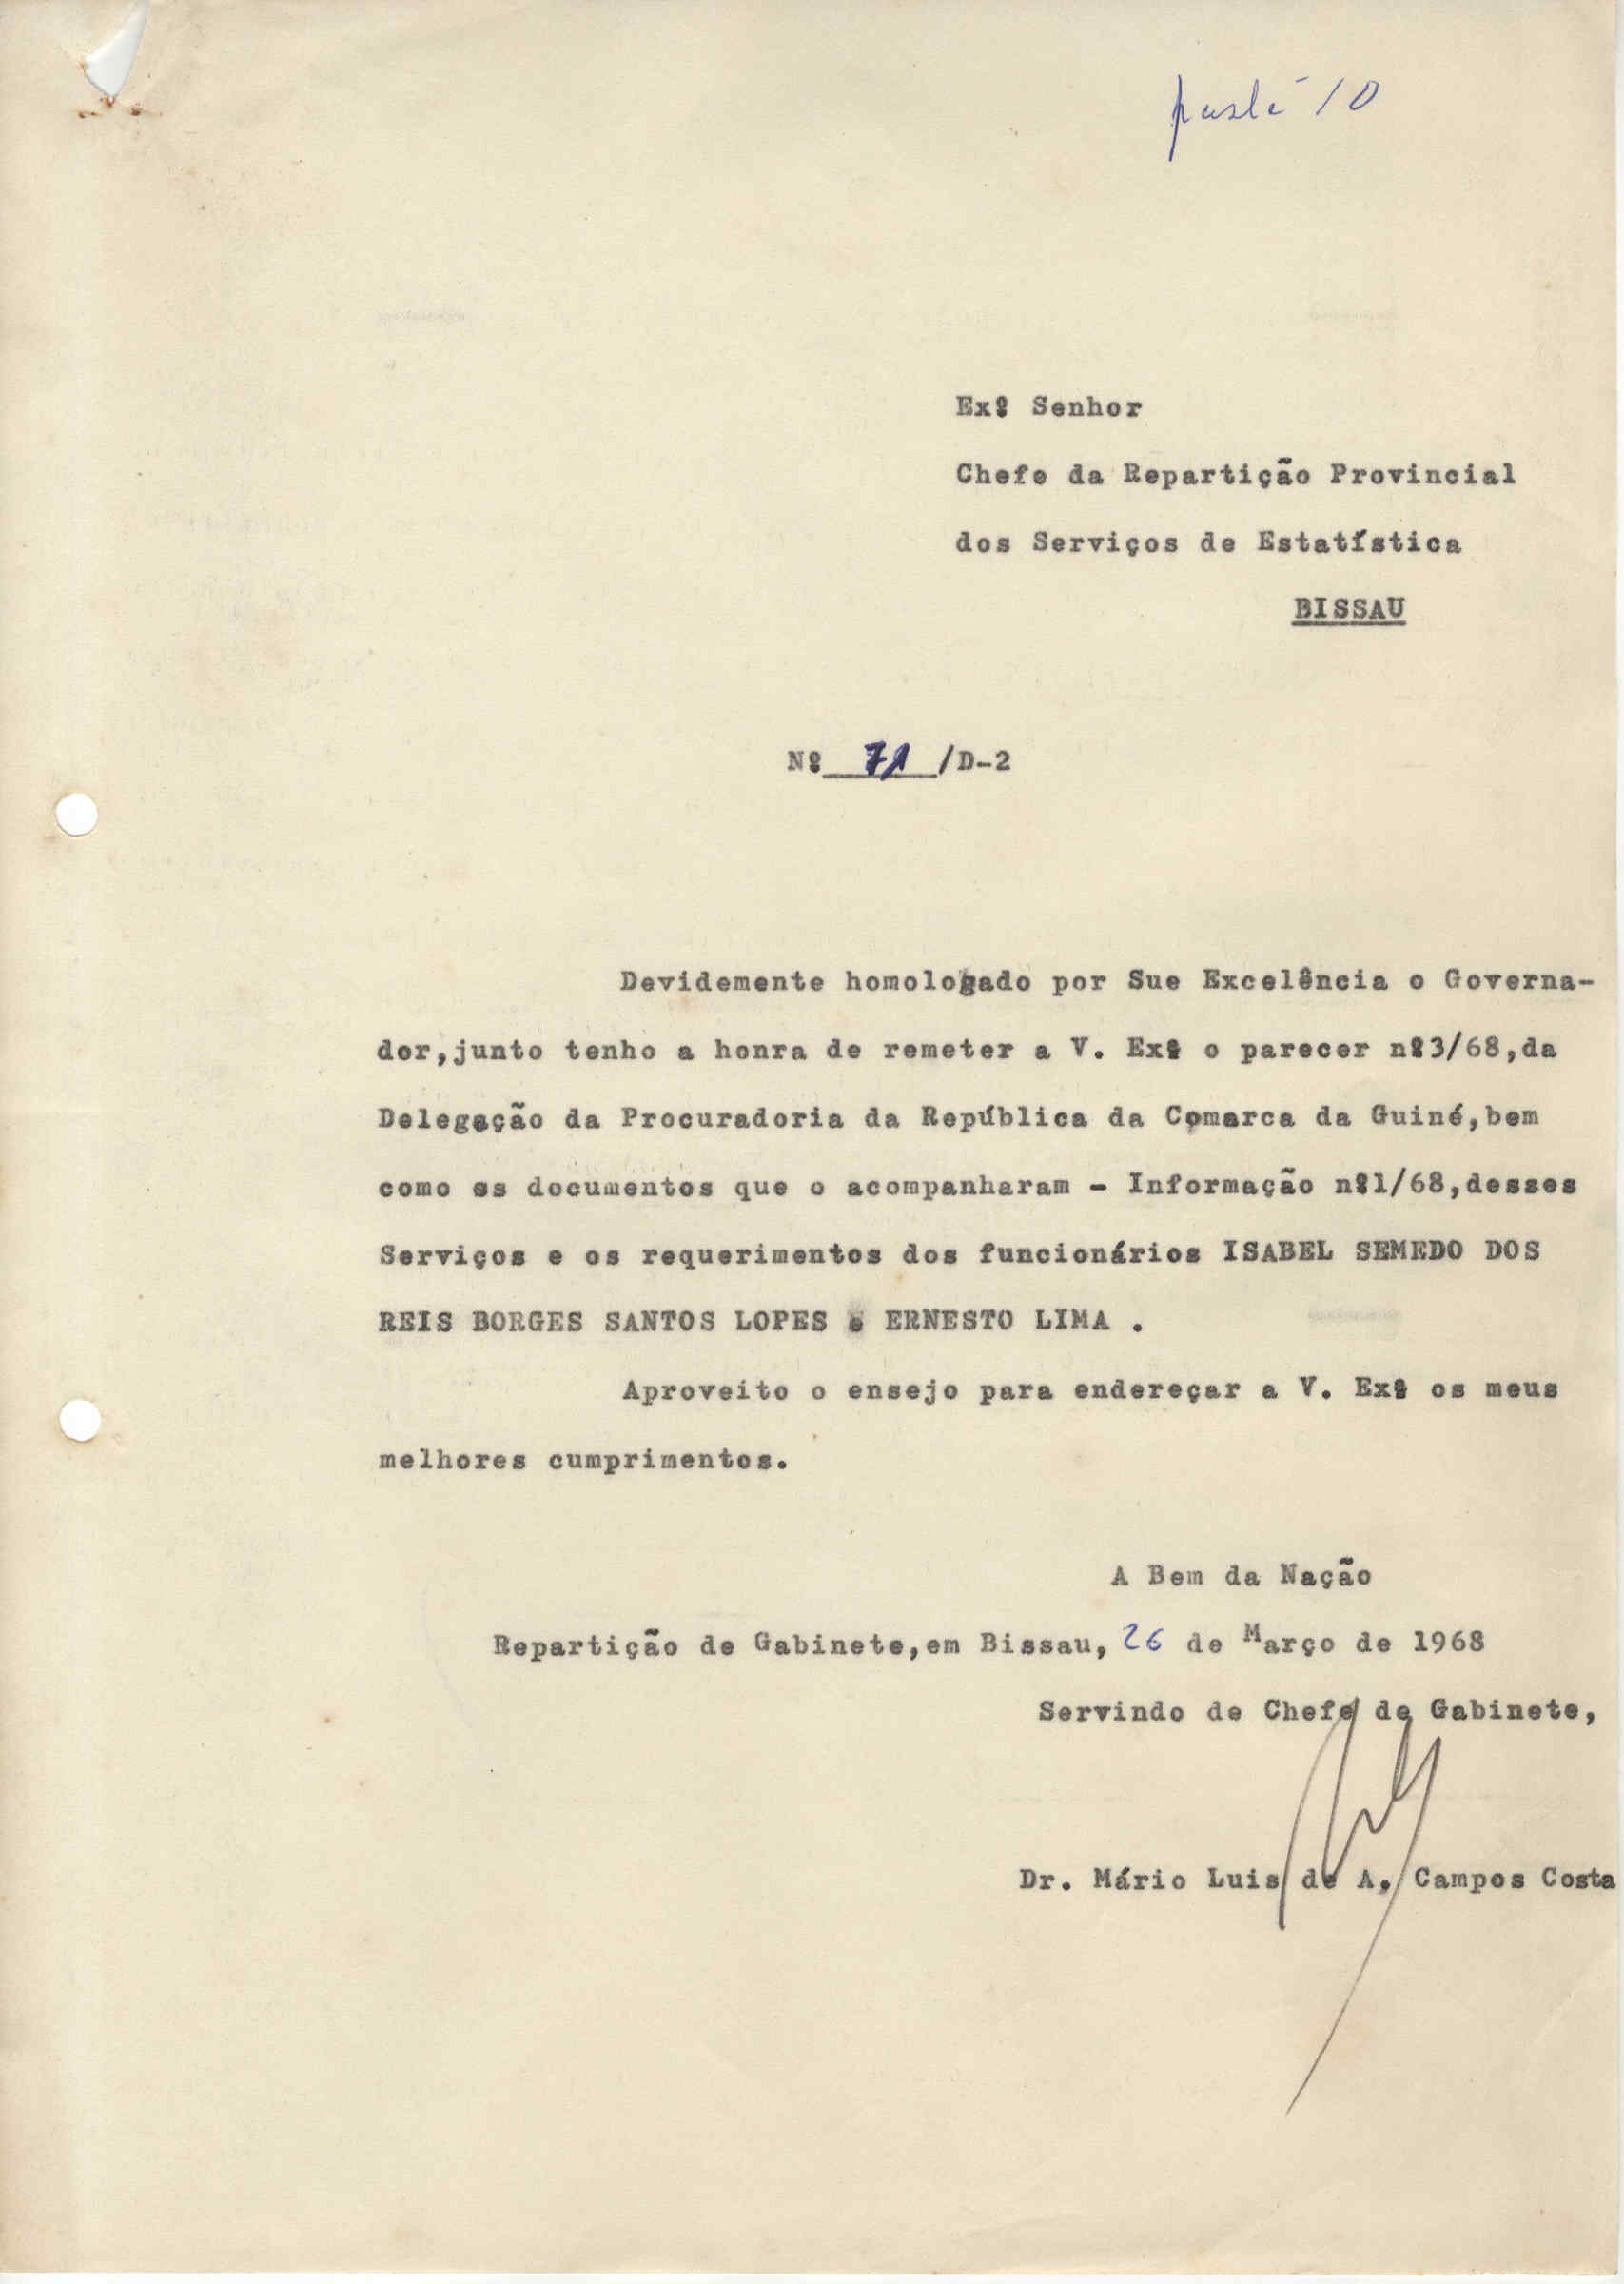 pasta 10
Exº Senhor
Chefe da Repartição Provincial
dos Serviços de Estatística
BISSAU
Nº 71 /D-2
Devidemente homologado por Sue Excelência o Governa-
dor,junto tenho a honra de remeter a V. Exª o parecer nº3/68,da
Delegação da Procuradoria da República da Comarca da Guiné,bem
como os documentos que o acompanharam - Informação nº1/68,desses
Serviços e os requerimentos dos funcionários ISABEL SEMEDO DOS
REIS BORGES SANTOS LOPES e ERNESTO LIMA .
Aproveito o ensejo para endereçar a V. Exª os meus
melhores cumprimentos.
A Bem da Nação
Repartição de Gabinete,em Bissau, 26 de Março de 1968
Servindo de Chefe de Gabinete,
Dr. Mário Luis de A. Campos Costa